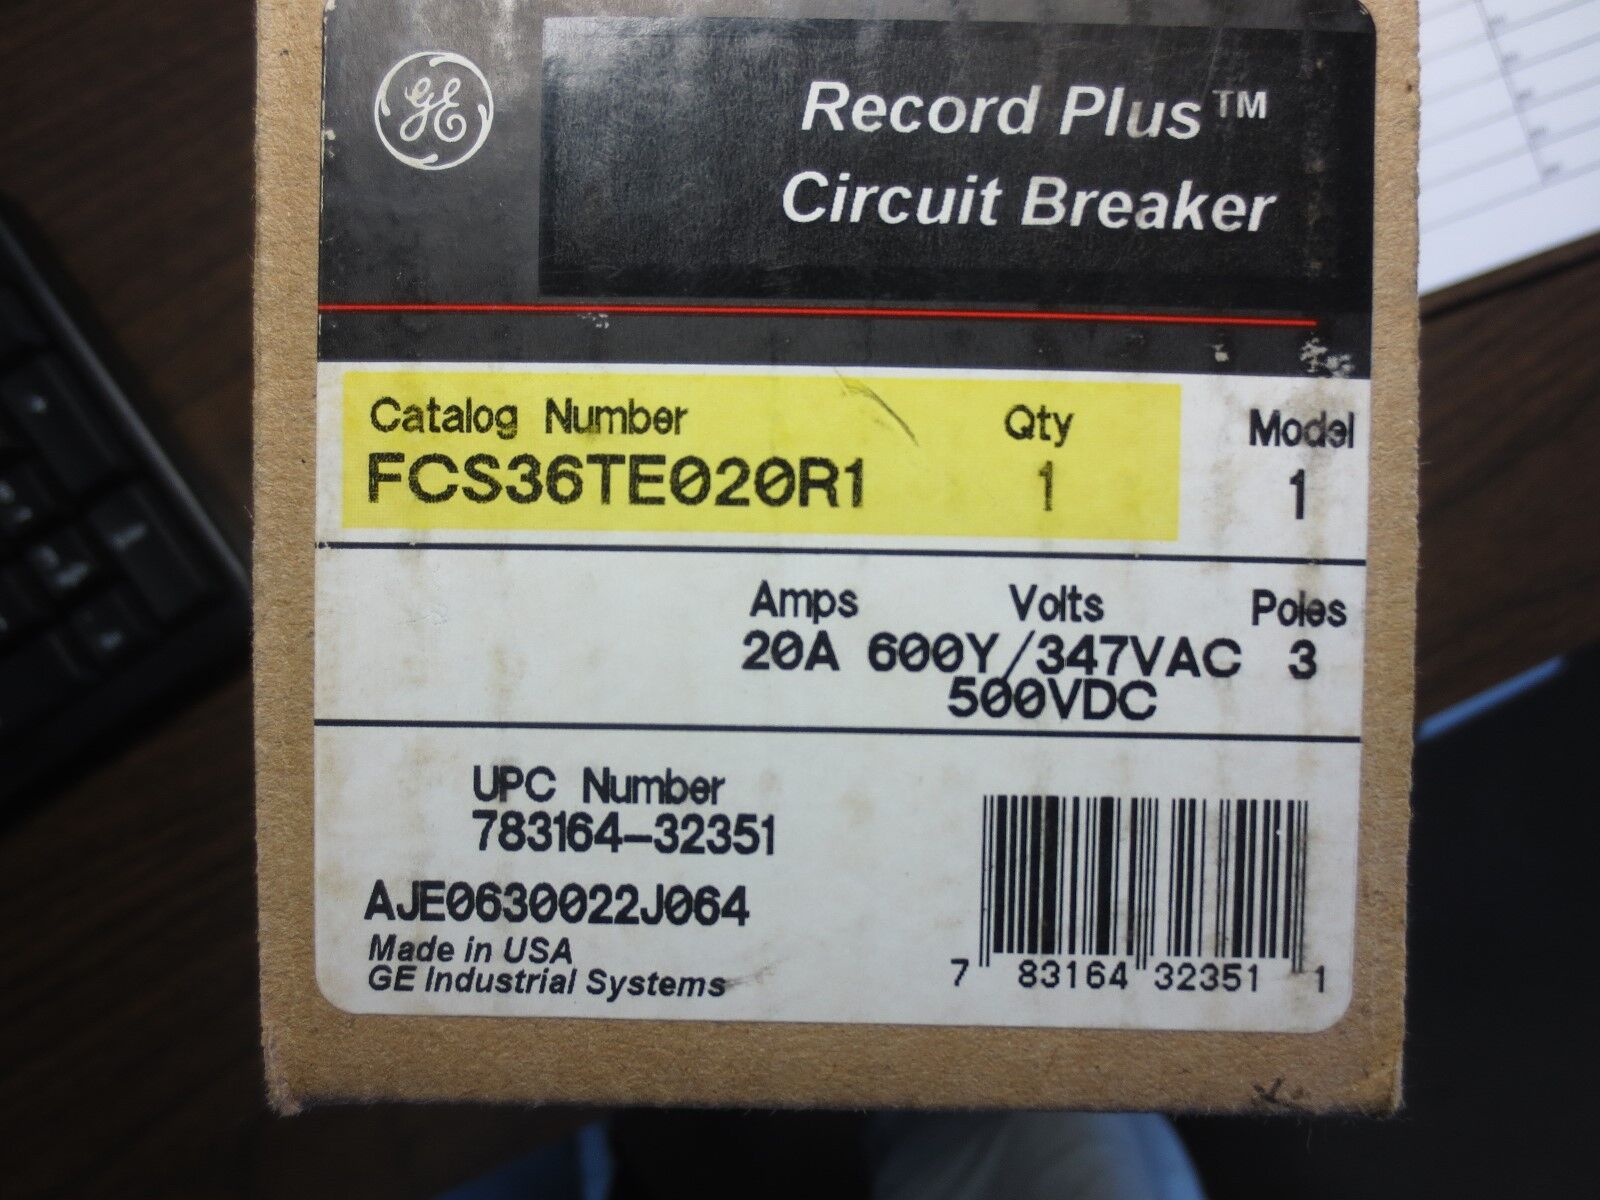 GE
Record Plus™
Circuit Breaker
Catalog Number Qty Model
FCS36TE020R1 1 1
Amps Volts Poles
20A 600Y/347VAC 3
500VDC
UPC Number
783164-32351
AJE0630022J064
Made in USA
GE Industrial Systems
7 83164 32351 1